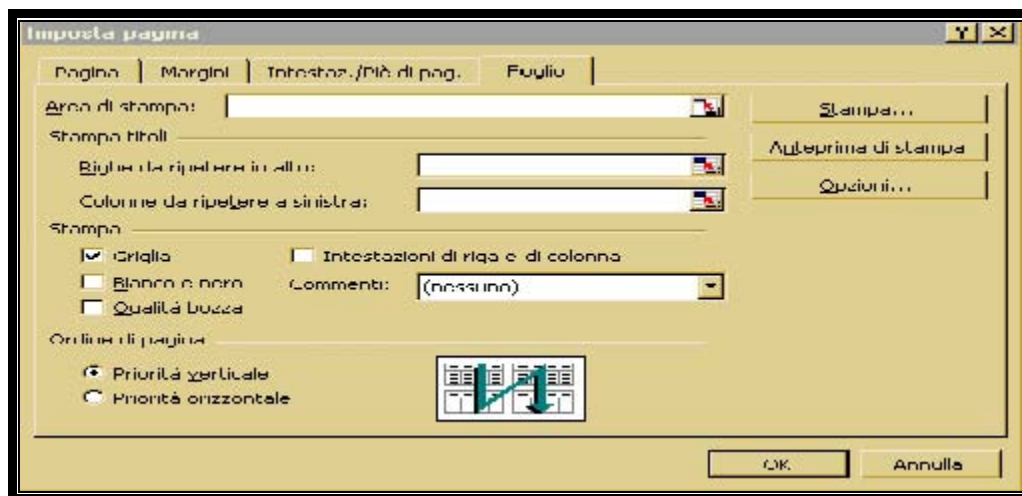 Imposta pagina
Pagina Margini Intestaz./Piè di pag. Foglio
Area di stampa: Stampa...
Stampa titoli
Anteprima di stampa
Righe da ripetere in alto:
Opzioni...
Colonne da ripetere a sinistra:
Stampa
Griglia Intestazioni di riga e di colonna
Bianco e nero Commenti: (nessuno)
Qualità bozza
Ordine di pagina
Priorità verticale
Priorità orizzontale
OK Annulla